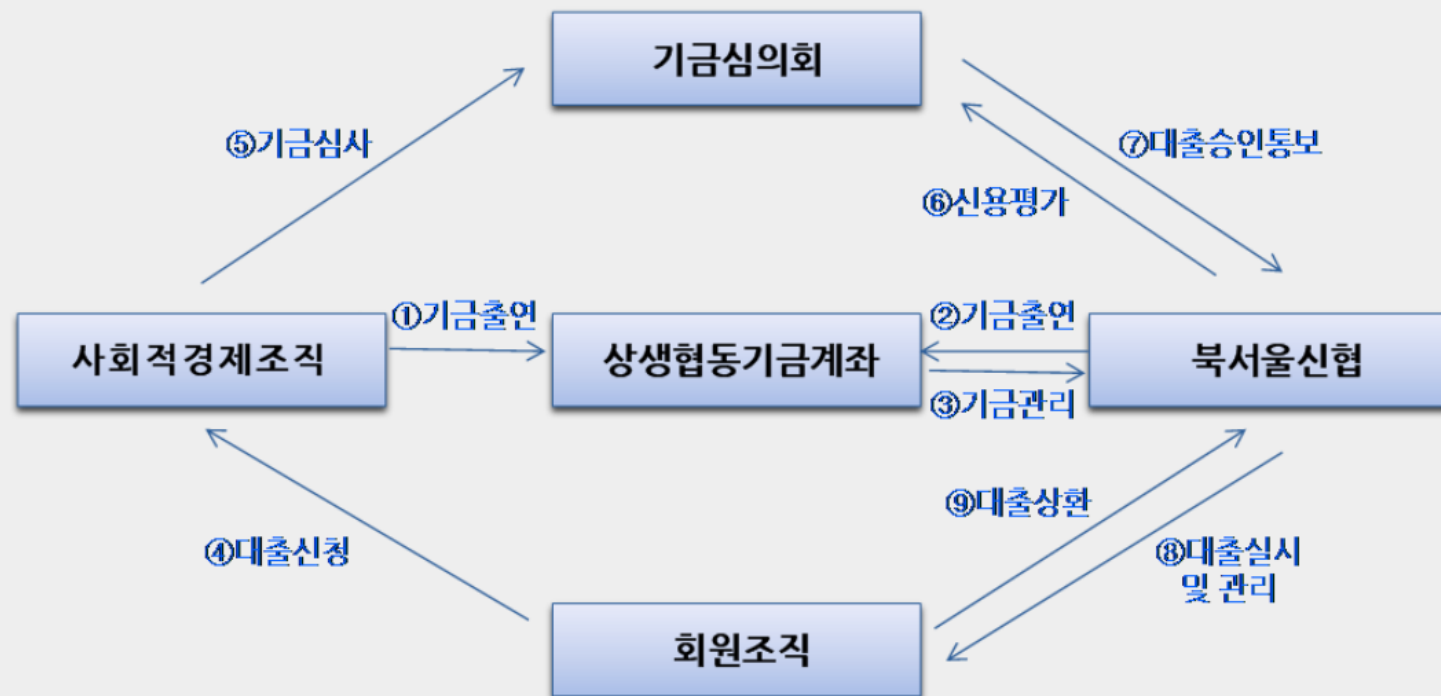 기금심의회
⑤기금심사
⑦대출승인통보
⑥신용평가
①기금출연
②기금출연
사회적경제조직
상생협동기금계좌
북서울신협
③기금관리
⑨대출상환
④대출신청
⑧대출실시
및 관리
회원조직